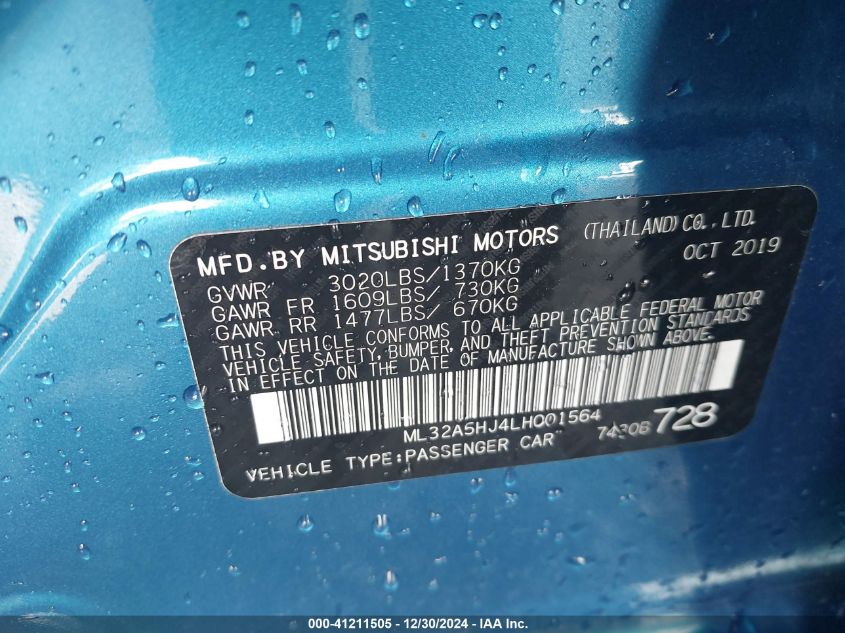 MFD.BY MITSUBISHI MOTORS (THAILAND) CO., LTD.
OCT 2019
GVWR 3020LBS/1370KG
GAWR FR 1609LBS/ 730KG
GAWR RR 1477LBS/ 670KG
THIS VEHICLE CONFORMS TO ALL APPLICABLE FEDERAL MOTOR
VEHICLE SAFETY, BUMPER, AND THEFT PREVENTION STANDARDS
IN EFFECT ON THE DATE OF MANUFACTURE SHOWN ABOVE.
ML32A5HJ4LH001564
728
VEHICLE TYPE:PASSENGER CAR
000-41211505 - 12/30/2024 - IAA Inc.